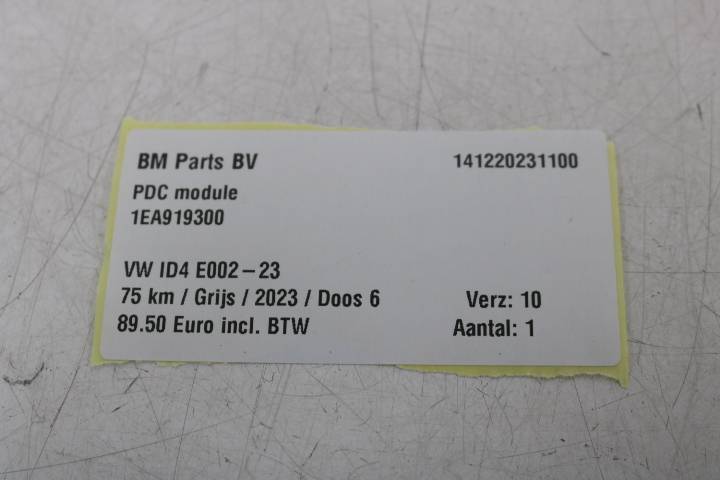 BM Parts BV 141220231100
PDC module
1EA919300
VW ID4 E002-23
75 km / Grijs / 2023 / Doos 6 Verz: 10
89.50 Euro incl. BTW Aantal: 1